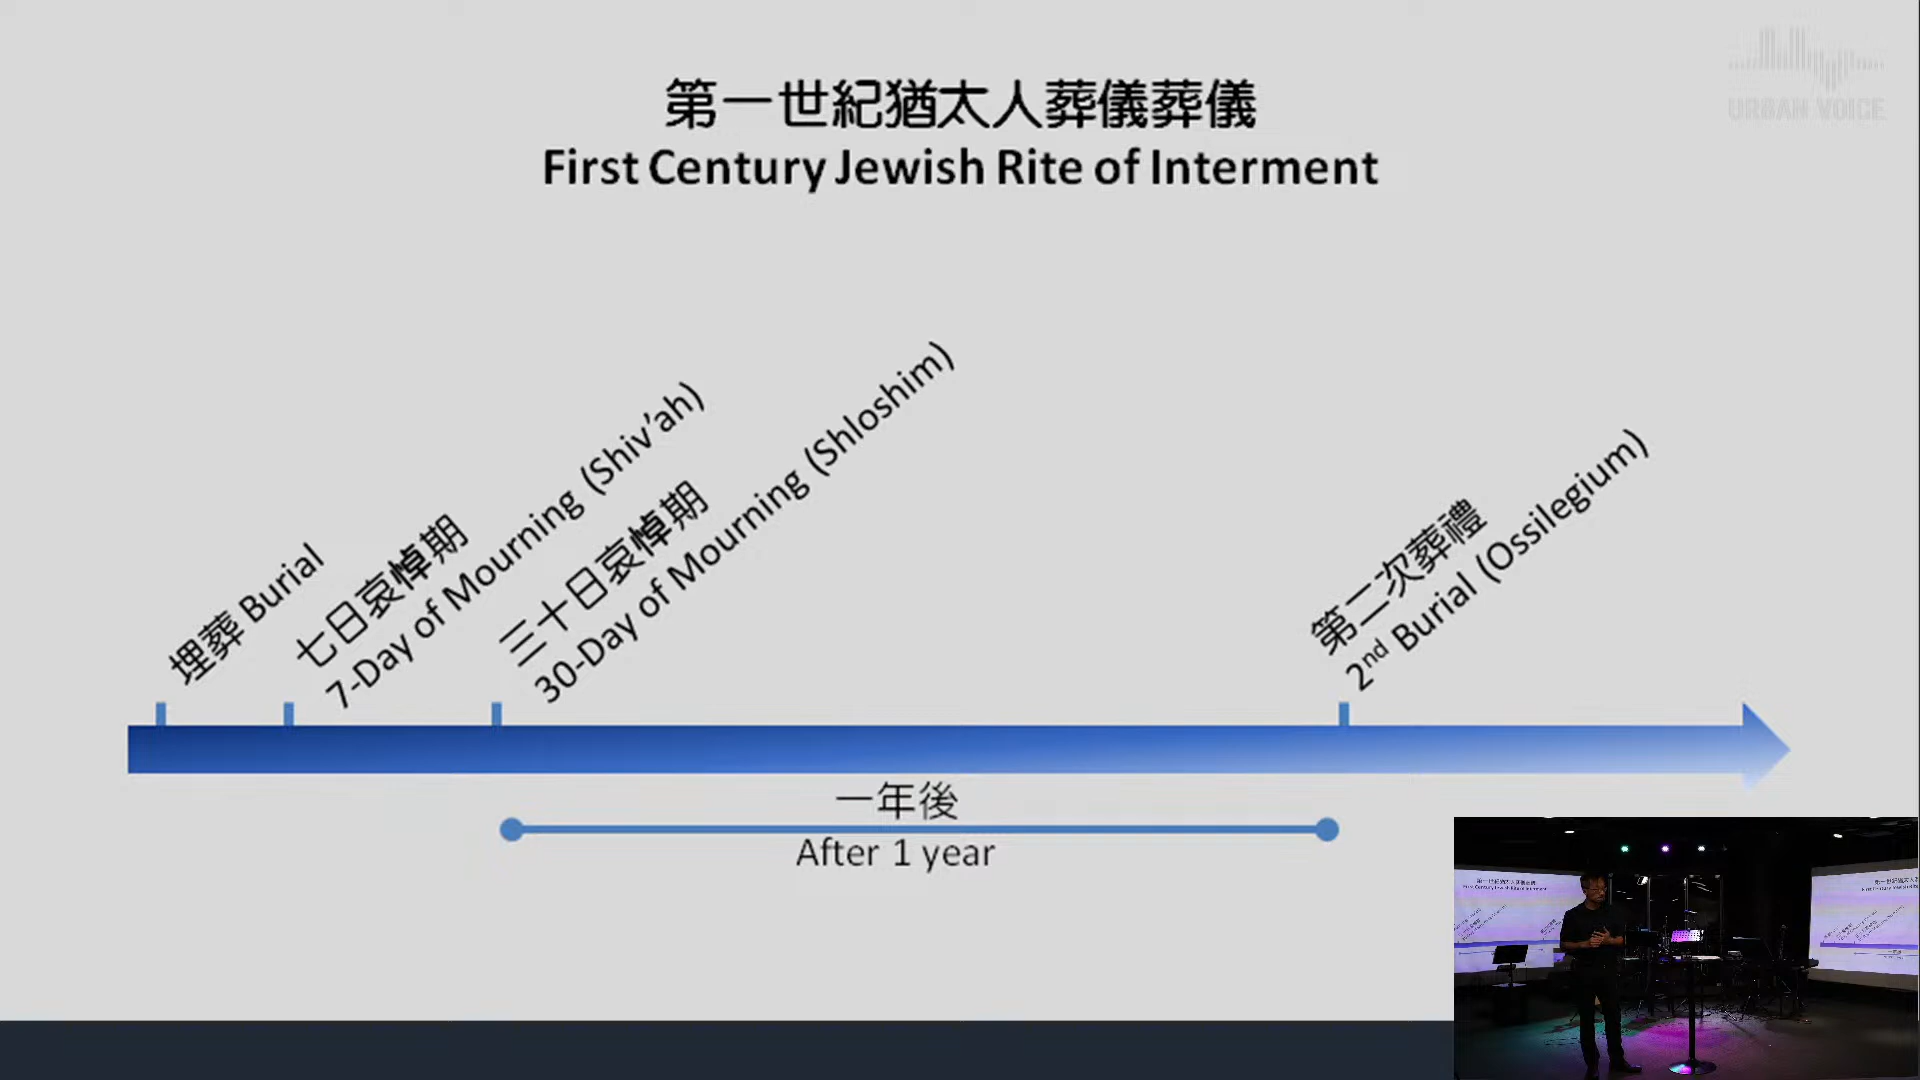 URBAN VOICE
第一世紀猶太人葬儀葬儀
First Century Jewish Rite of Interment
埋葬 Burial
七日哀悼期
7-Day of Mourning (Shiv’ah)
三十日哀悼期
30-Day of Mourning (Shloshim)
第二次葬禮
2nd Burial (Ossilegium)
一年後
After 1 year